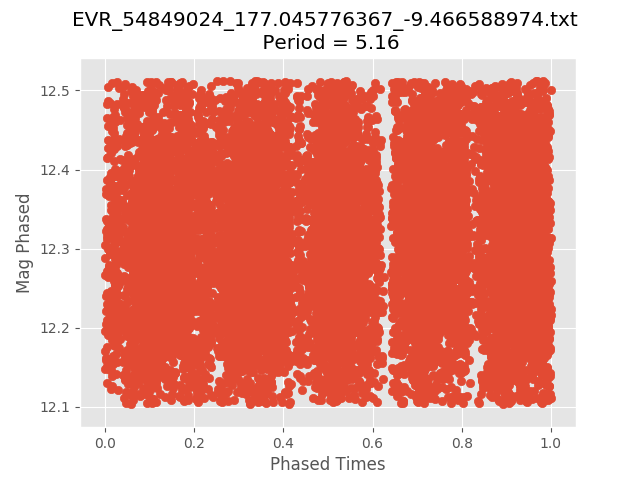 EVR_54849024_177.045776367_-9.466588974.txt
Period = 5.16
12.5
12.4
12.3
12.2
12.1
Mag Phased
0.0 0.2 0.4 0.6 0.8 1.0
Phased Times